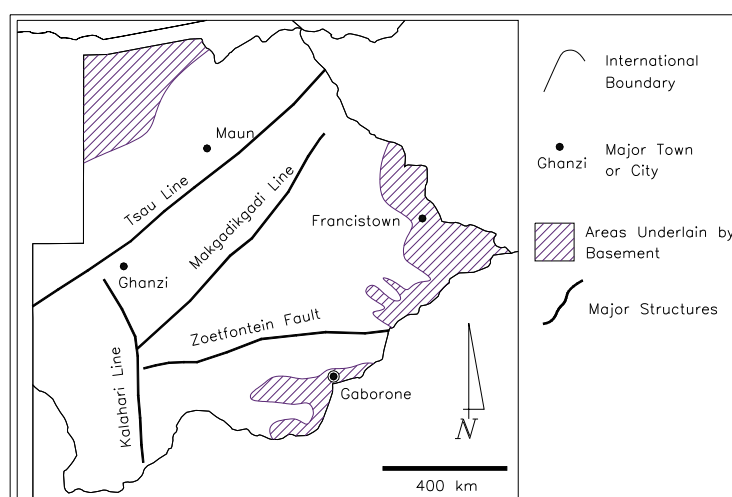 Maun
Tsau Line
Makgadikgadi Line
Francistown
Ghanzi
Zoetfontein Fault
Kalahari Line
Gaborone
N
400 km
International
Boundary
Ghanzi
Major Town
or City
Areas Underlain by
Basement
Major Structures